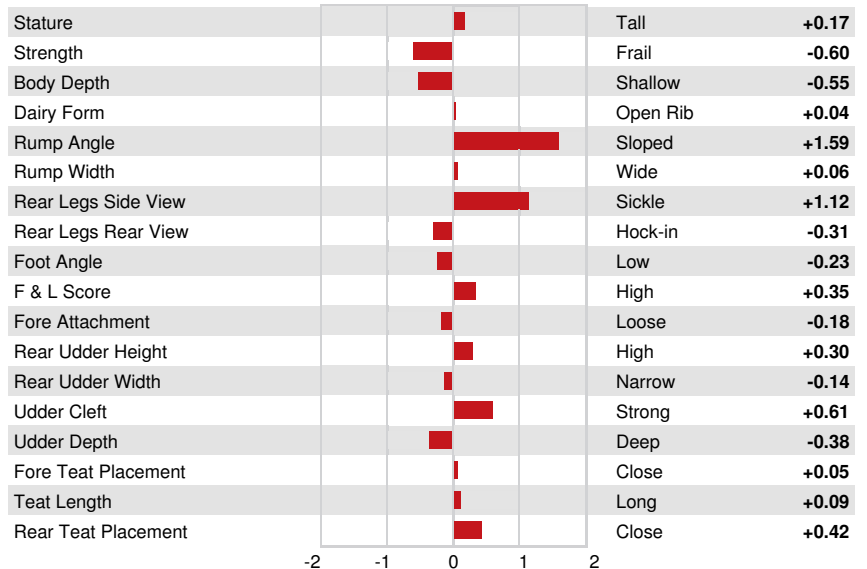 Stature Tall +0.17
Strength Frail -0.60
Body Depth Shallow -0.55
Dairy Form Open Rib +0.04
Rump Angle Sloped +1.59
Rump Width Wide +0.06
Rear Legs Side View Sickle +1.12
Rear Legs Rear View Hock-in -0.31
Foot Angle Low -0.23
F & L Score High +0.35
Fore Attachment Loose -0.18
Rear Udder Height High +0.30
Rear Udder Width Narrow -0.14
Udder Cleft Strong +0.61
Udder Depth Deep -0.38
Fore Teat Placement Close +0.05
Teat Length Long +0.09
Rear Teat Placement Close +0.42
-2 -1 0 1 2